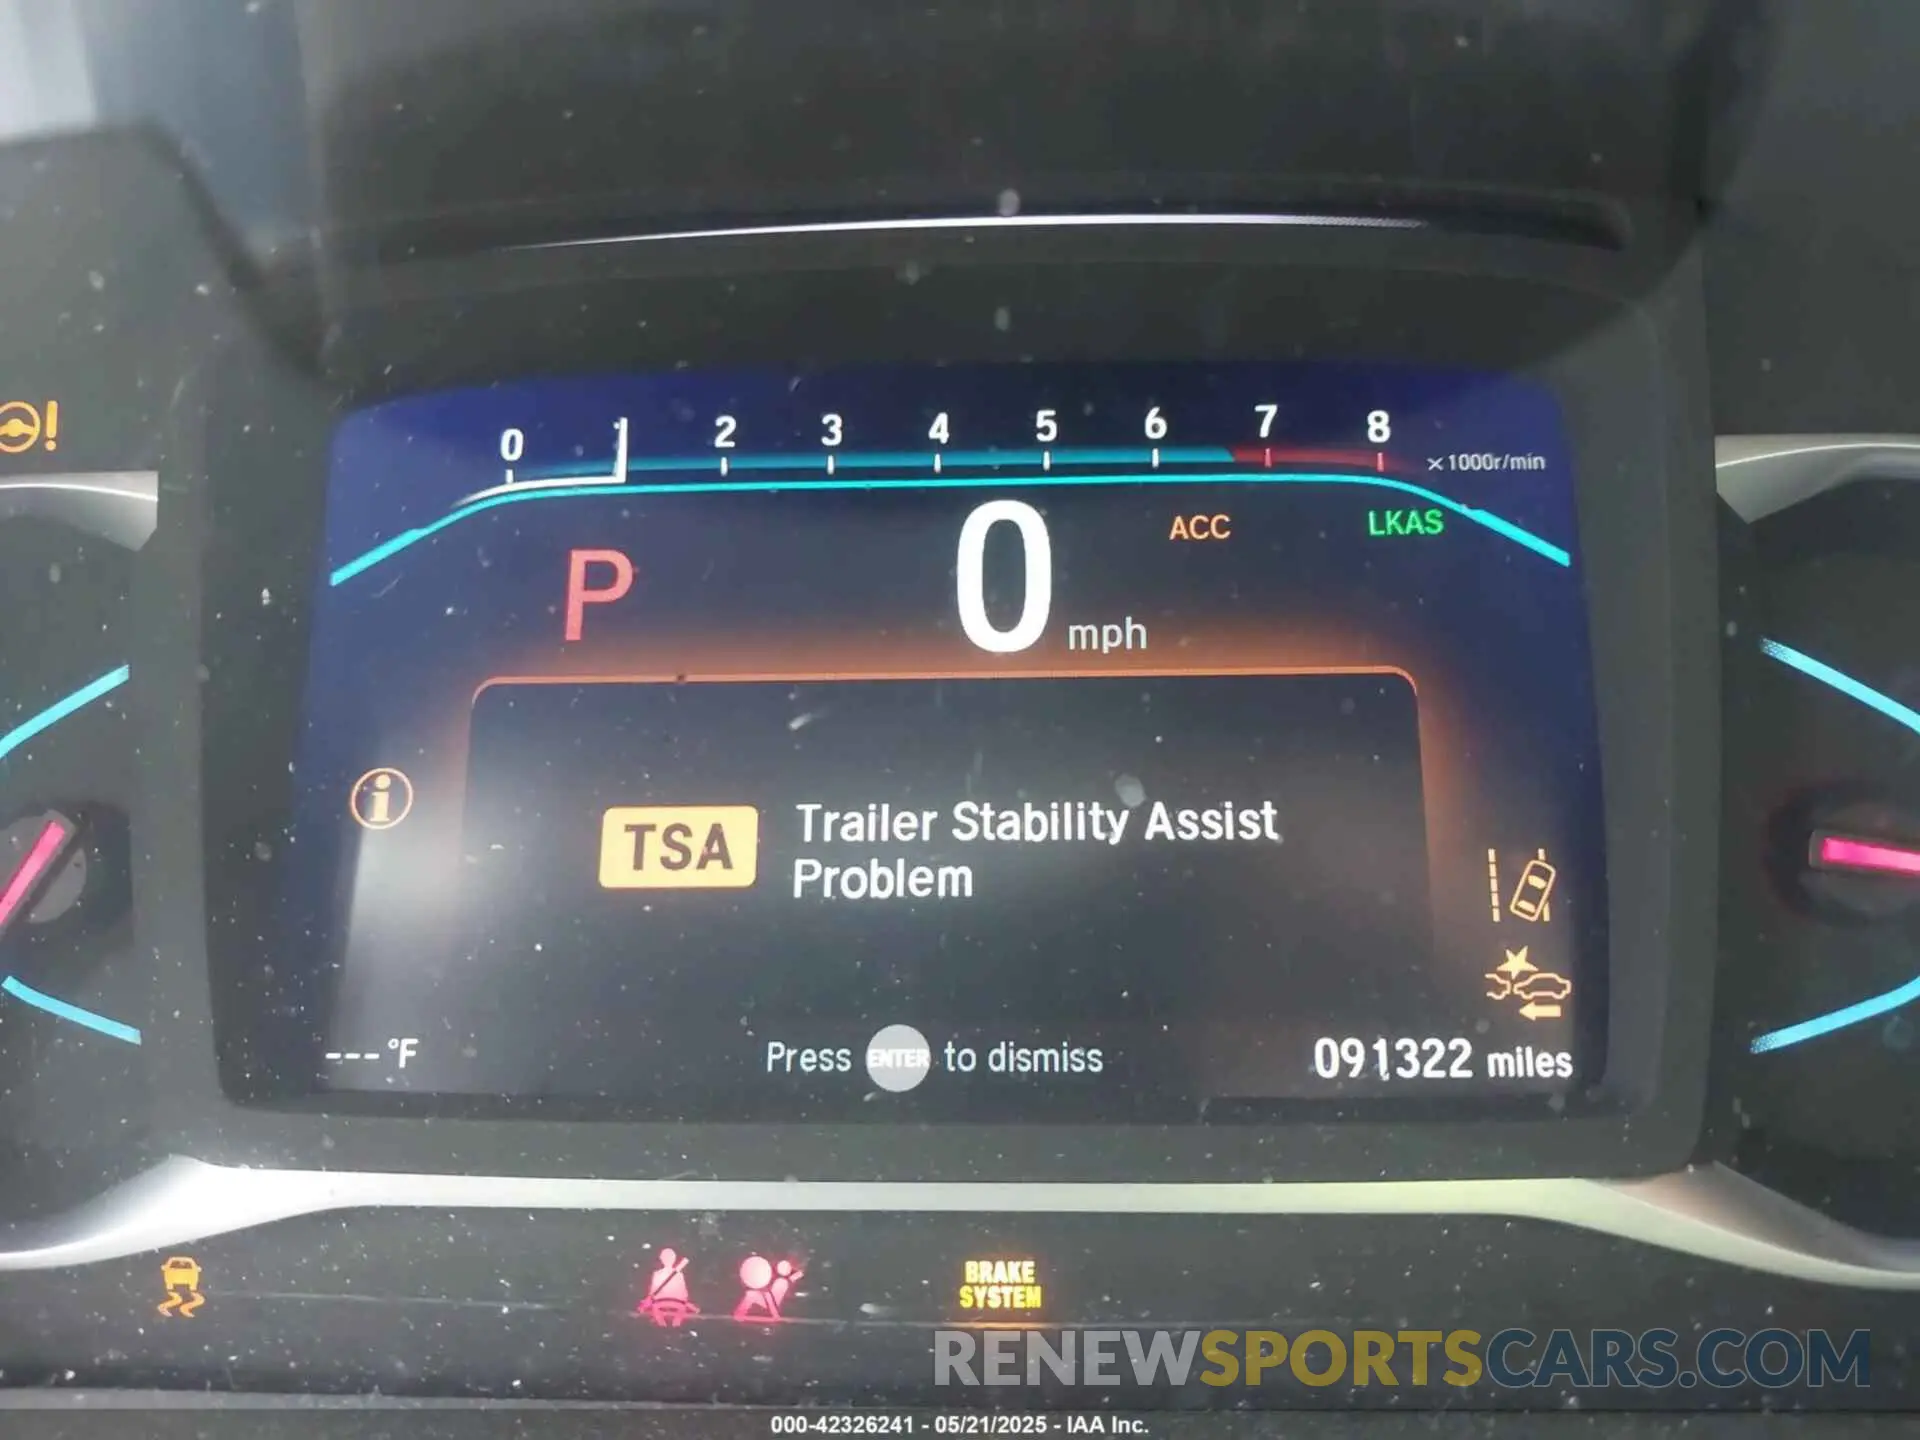 0 1 2 3 4 5 6 7 8
x1000r/min
ACC
LKAS
P
0 mph
TSA
Trailer Stability Assist
Problem
---°F
Press ENTER to dismiss
091322 miles
BRAKE
SYSTEM
RENEWSPORTSCARS.COM
000-42326241 - 05/21/2025 - IAA Inc.